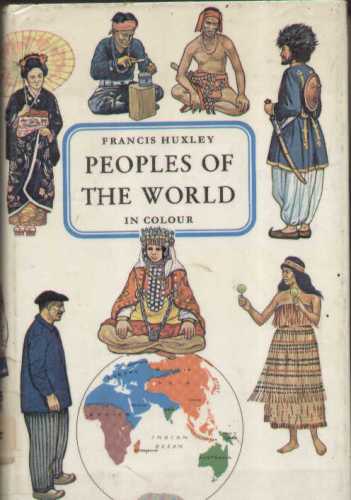 FRANCIS HUXLEY
PEOPLES OF
THE WORLD
IN COLOUR
INDIAN
OCEAN